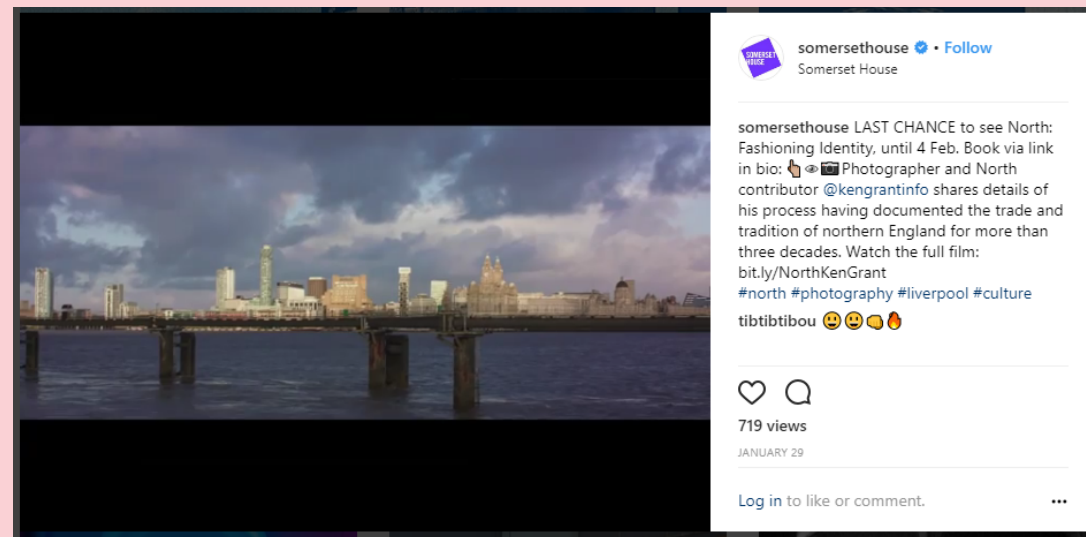 SOMERSET
HOUSE
somersethouse • Follow
Somerset House
somersethouse LAST CHANCE to see North:
Fashioning Identity, until 4 Feb. Book via link
in bio: 👆🏼👁📷Photographer and North
contributor @kengrantinfo shares details of
his process having documented the trade and
tradition of northern England for more than
three decades. Watch the full film:
bit.ly/NorthKenGrant
#north #photography #liverpool #culture
tibtibtibou 😃😃👊🔥
719 views
JANUARY 29
Log in to like or comment.